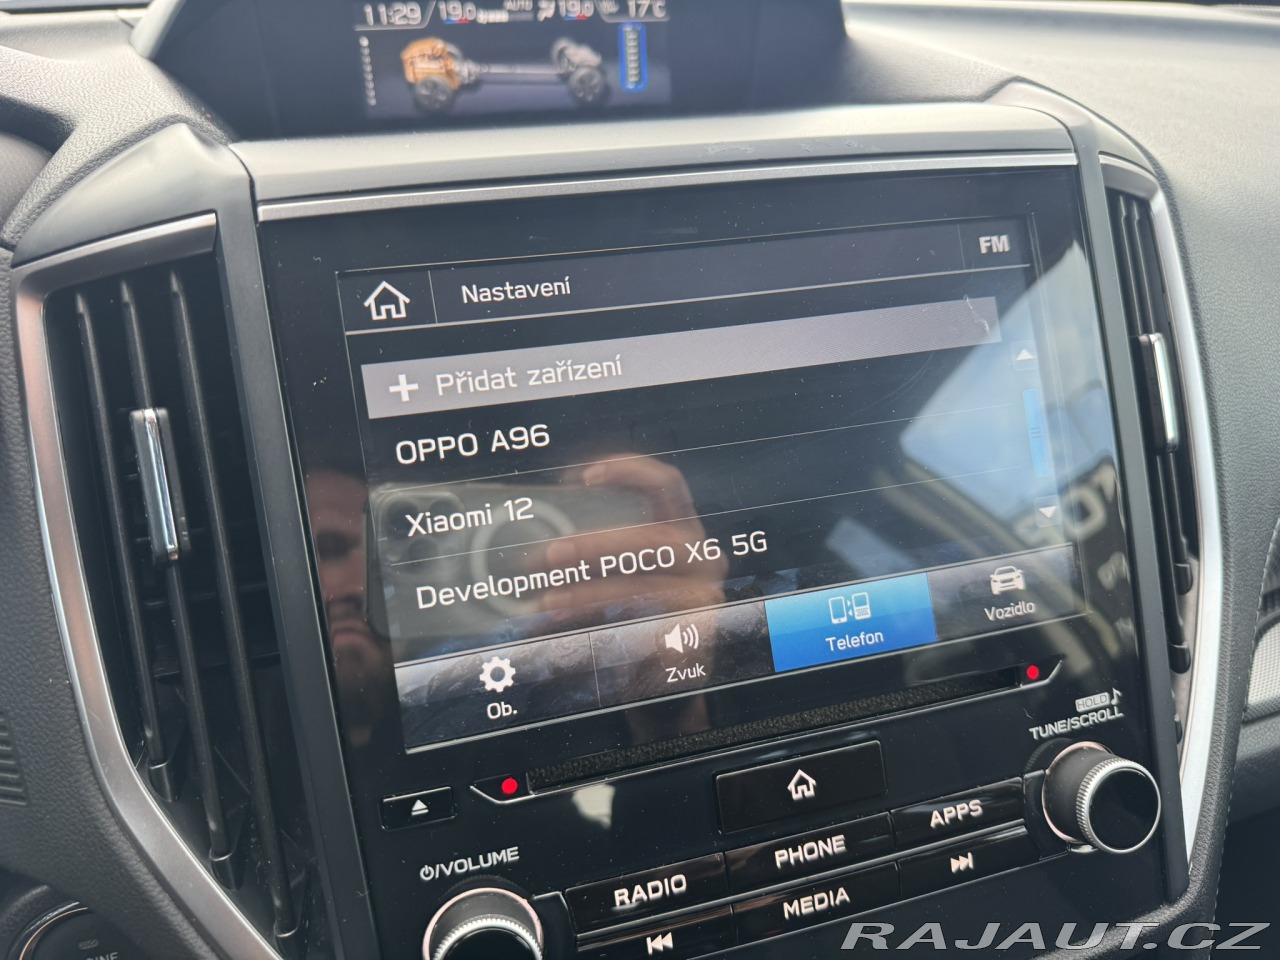 11:29 19.0 AUTO 19.0 17°C
FM
Nastavení
+ Přidat zařízení
OPPO A96
Xiaomi 12
Development POCO X6 5G
Ob.
Zvuk
Telefon
Vozidlo
HOLD
TUNE/SCROLL
/VOLUME
RADIO
PHONE
APPS
MEDIA
RAJAUT.CZ